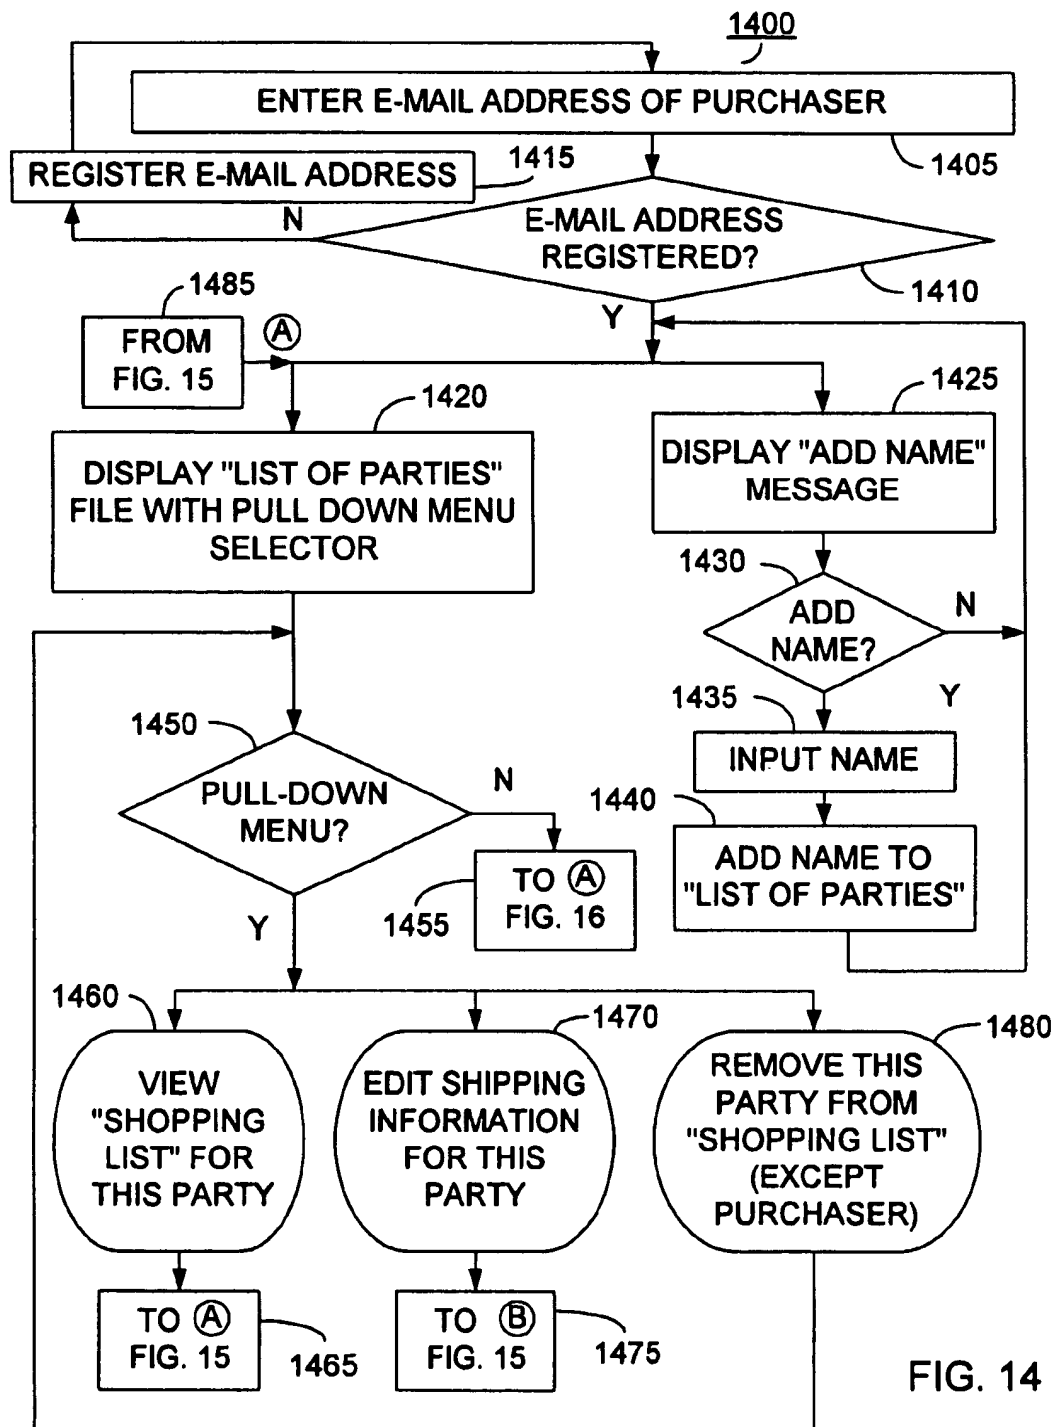 1400
ENTER E-MAIL ADDRESS OF PURCHASER
1405
REGISTER E-MAIL ADDRESS
1415
N
E-MAIL ADDRESS
REGISTERED?
1410
Y
1485
FROM
FIG. 15
A
1420
DISPLAY "LIST OF PARTIES"
FILE WITH PULL DOWN MENU
SELECTOR
1425
DISPLAY "ADD NAME"
MESSAGE
1430
ADD
NAME?
N
Y
1435
INPUT NAME
1440
ADD NAME TO
"LIST OF PARTIES"
1450
PULL-DOWN
MENU?
N
TO A
FIG. 16
1455
Y
1460
VIEW
"SHOPPING
LIST" FOR
THIS PARTY
1470
EDIT SHIPPING
INFORMATION
FOR THIS
PARTY
1480
REMOVE THIS
PARTY FROM
"SHOPPING LIST"
(EXCEPT
PURCHASER)
TO A
FIG. 15
1465
TO B
FIG. 15
1475
FIG. 14